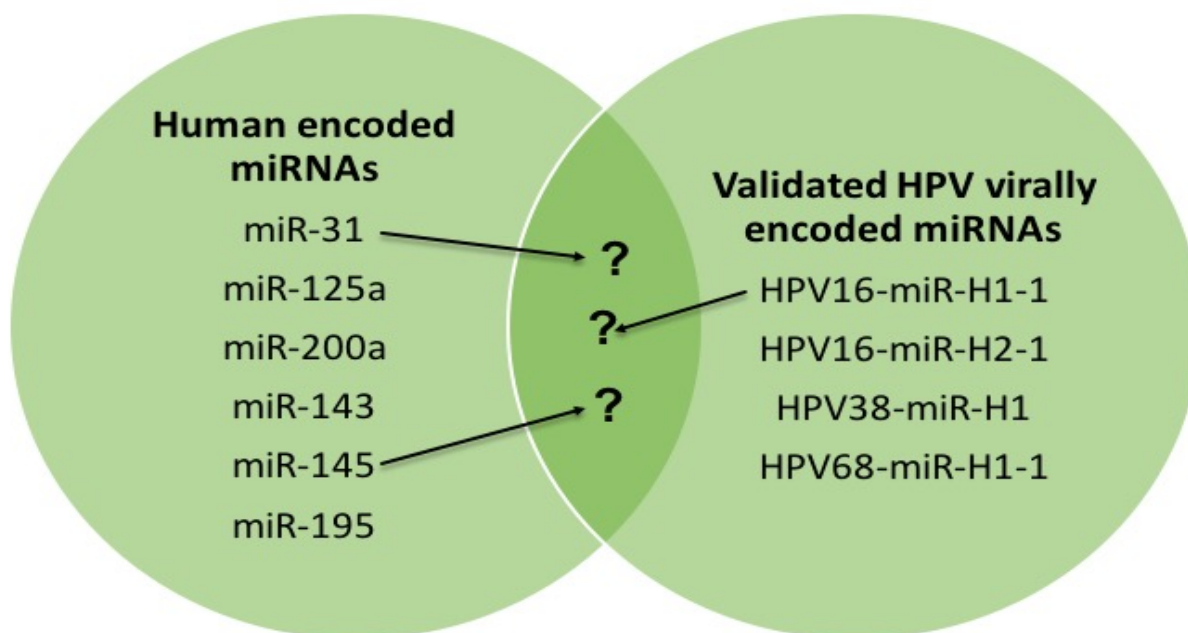 Human encoded
miRNAs
miR-31
miR-125a
miR-200a
miR-143
miR-145
miR-195
?
?
?
Validated HPV virally
encoded miRNAs
HPV16-miR-H1-1
HPV16-miR-H2-1
HPV38-miR-H1
HPV68-miR-H1-1